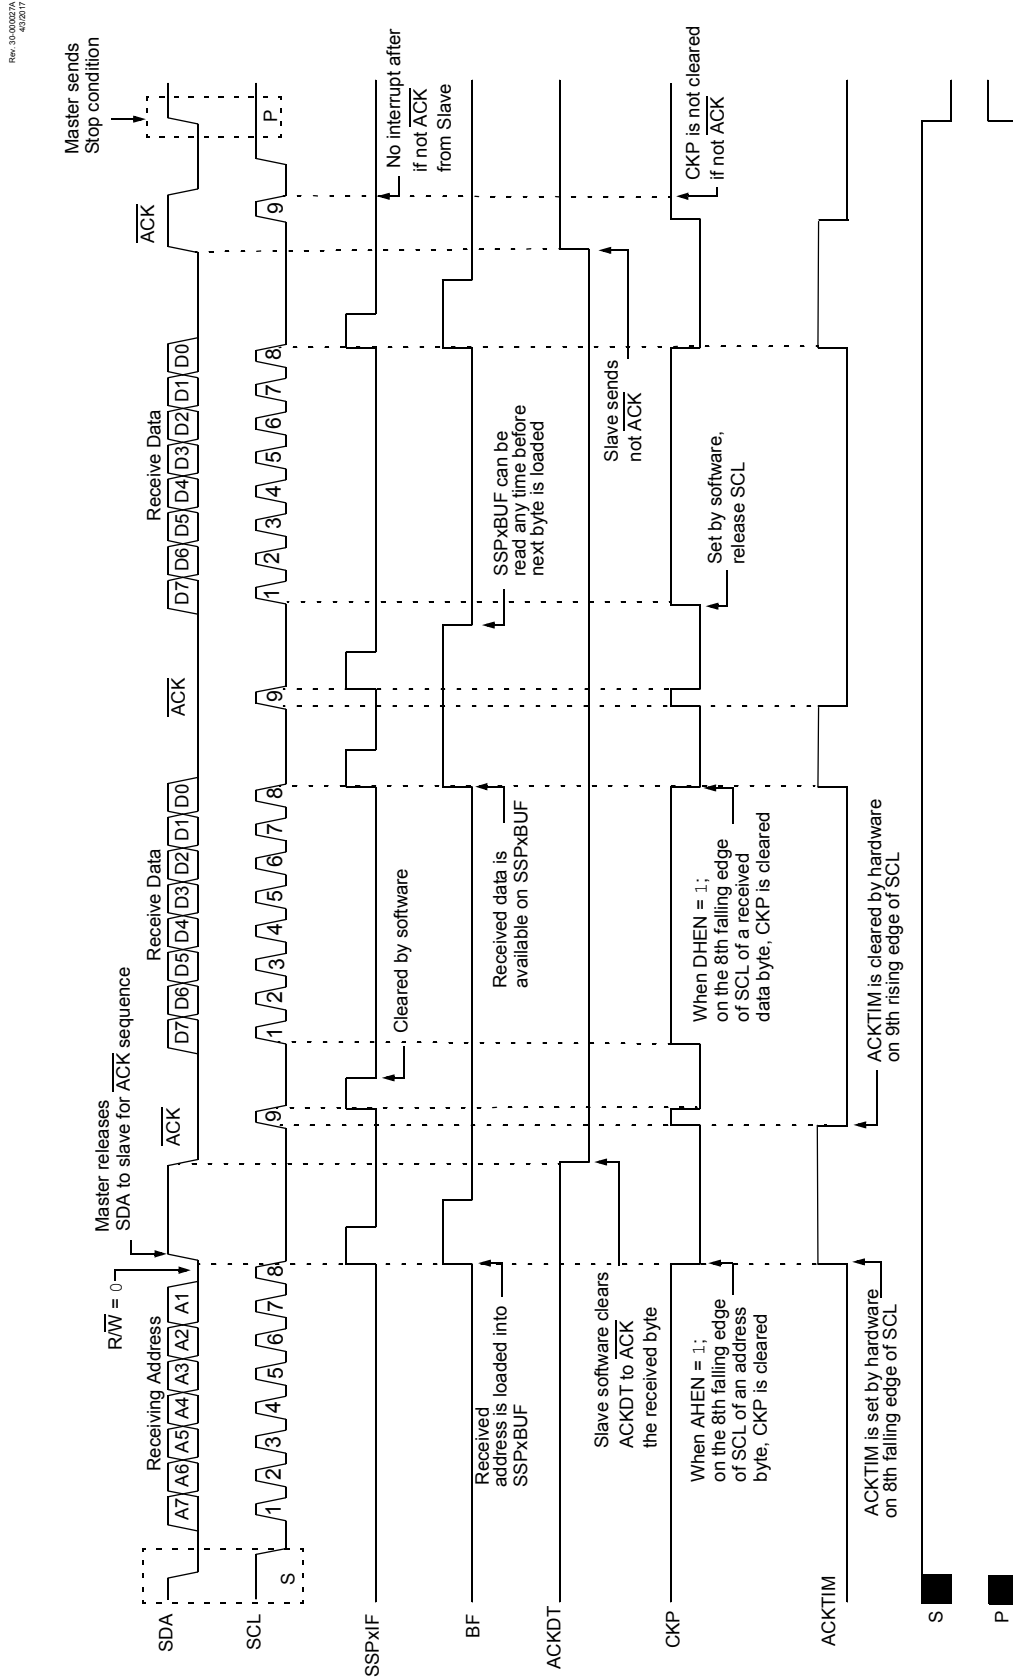 Rev. 30-000027A
4/3/2017
Master sends
Stop condition
Master releases
SDA to slave for ACK sequence
R/W = 0
Receiving Address
ACK
Receive Data
ACK
Receive Data
ACK
SDA
A7 A6 A5 A4 A3 A2 A1
D7 D6 D5 D4 D3 D2 D1 D0
D7 D6 D5 D4 D3 D2 D1 D0
SCL
S
1 2 3 4 5 6 7 8 9
1 2 3 4 5 6 7 8 9
1 2 3 4 5 6 7 8 9
P
SSPxIF
Cleared by software
No interrupt after
if not ACK
from Slave
BF
Received
address is loaded into
SSPxBUF
Received data is
available on SSPxBUF
SSPxBUF can be
read any time before
next byte is loaded
ACKDT
Slave software clears
ACKDT to ACK
the received byte
Slave sends
not ACK
CKP
When AHEN = 1;
on the 8th falling edge
of SCL of an address
byte, CKP is cleared
When DHEN = 1;
on the 8th falling edge
of SCL of a received
data byte, CKP is cleared
Set by software,
release SCL
CKP is not cleared
if not ACK
ACKTIM
ACKTIM is set by hardware
on 8th falling edge of SCL
ACKTIM is cleared by hardware
on 9th rising edge of SCL
S
P